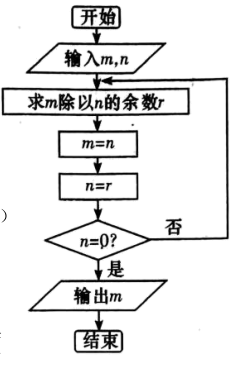 开始
输入m,n
求m除以n的余数r
m=n
n=r
)
n=0?
否
是
输出m
结束